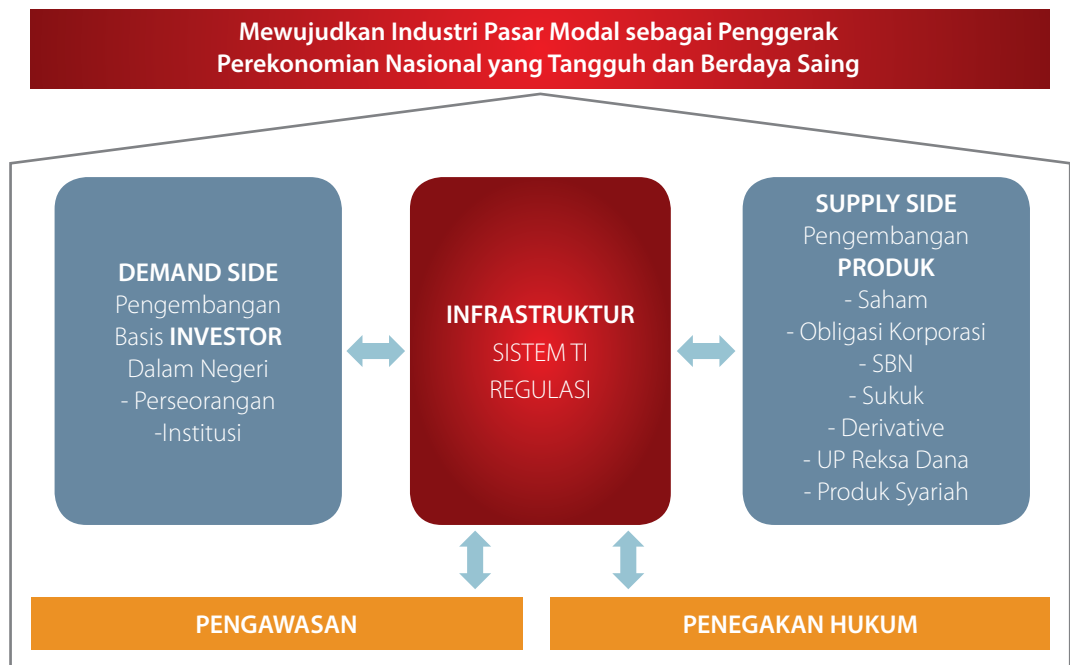 Mewujudkan Industri Pasar Modal sebagai Penggerak
Perekonomian Nasional yang Tangguh dan Berdaya Saing
DEMAND SIDE
Pengembangan
Basis INVESTOR
Dalam Negeri
- Perseorangan
-Institusi
INFRASTRUKTUR
SISTEM TI
REGULASI
SUPPLY SIDE
Pengembangan
PRODUK
- Saham
- Obligasi Korporasi
- SBN
- Sukuk
- Derivative
- UP Reksa Dana
- Produk Syariah
PENGAWASAN
PENEGAKAN HUKUM